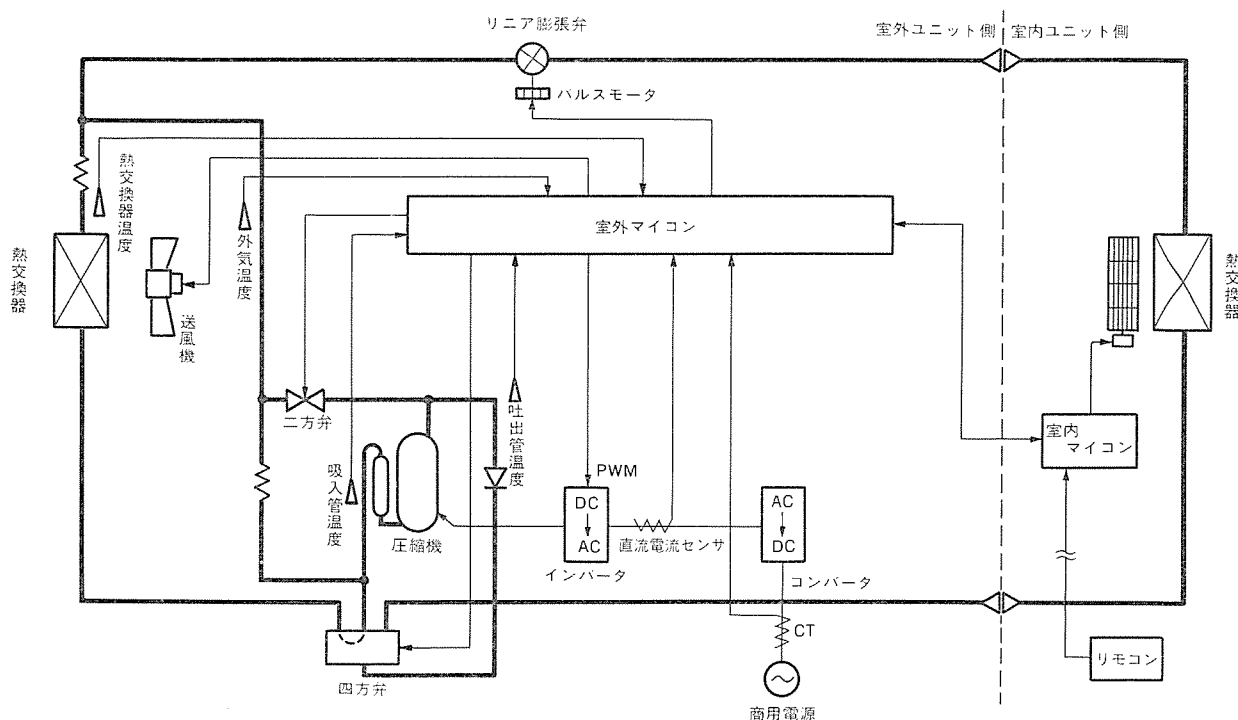 リニア膨張弁
室外ユニット側
室内ユニット側
パルスモータ
熱交換器温度
外気温度
室外マイコン
熱交換器
送風機
熱交換器
二方弁
吐出管温度
吸入管温度
圧縮機
PWM
DC
AC
インバータ
直流電流センサ
AC
DC
コンバータ
室内
マイコン
CT
リモコン
四方弁
商用電源